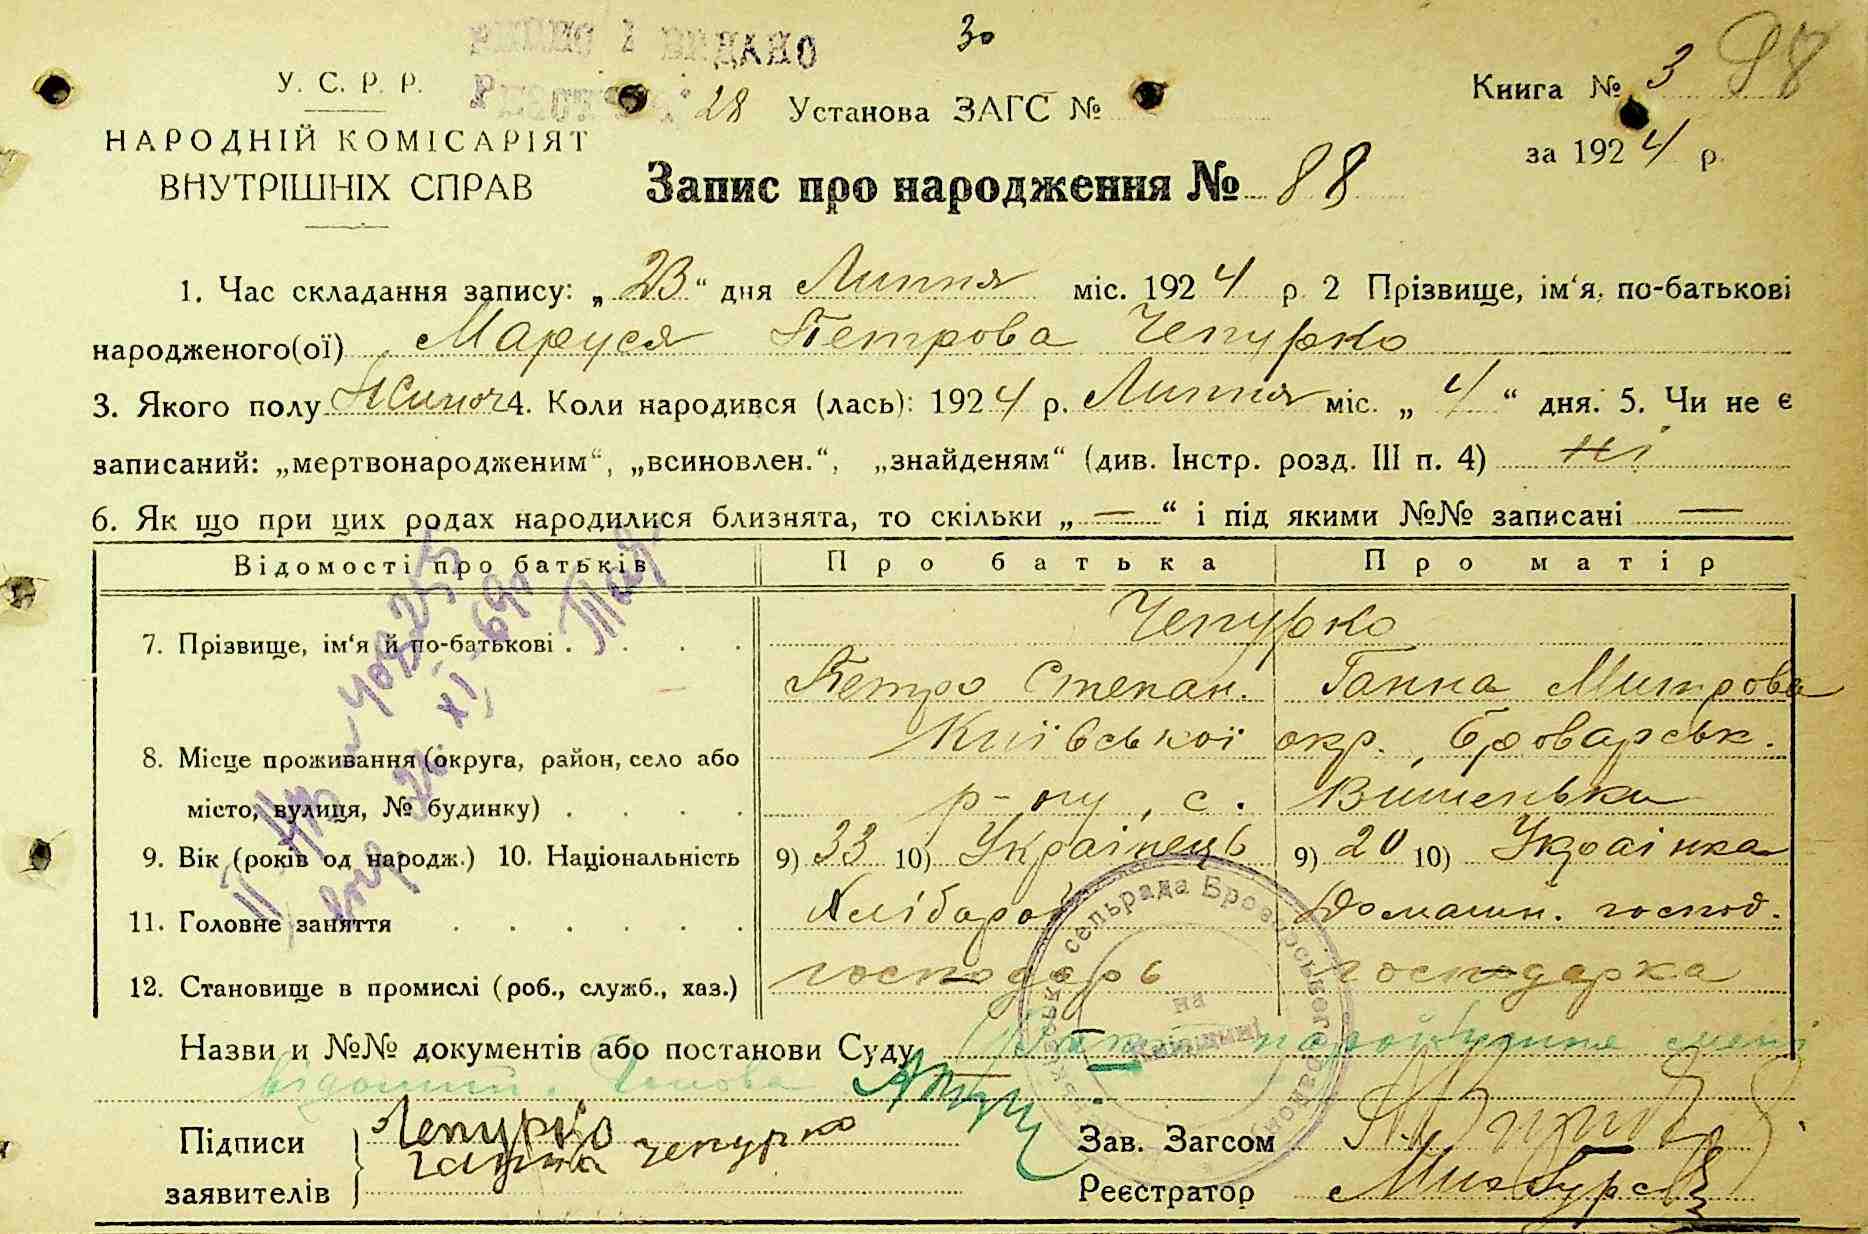 30
У. С. Р. Р.
28 Установа ЗАГС №
Книга № 3 98
НАРОДНІЙ КОМІСАРІЯТ
за 1924 р.
ВНУТРІШНІХ СПРАВ
Запис про народження № 88
1. Час складання запису: „23“ дня Липня міс. 1924 р. 2 Прізвище, ім‘я, по-батькові
народженого(ої) Маруся Петрова Чепурко
3. Якого полу Жіноч 4. Коли народився (лась): 1924 р. Липня міс. „4“ дня. 5. Чи не є
записаний: „мертвонародженим“, „всиновлен.“, „знайденям“ (див. Інстр. розд. III п. 4) ні
6. Як що при цих родах народилися близнята, то скільки „—“ і під якими №№ записані —
Відомості про батьків Про батька Про матір
7. Прізвище, ім‘я й по-батькові . . . . Чепурко
Петро Степан. Ганна Митрова
8. Місце проживання (округа, район, село або Київської окр., Броварськ.
місто, вулиця, № будинку) . . . . р-ну, с. Вишеньки
9. Вік (років од народж.) 10. Національність 9) 33 10) Українець 9) 20 10) Українка
11. Головне заняття . . . . . . Хлібороб Домашн. господ.
12. Становище в промислі (роб., служб., хаз.) господарь господарка
Назви и №№ документів або постанови Суду
Підписи Чепурко
Ганна Чепурко
заявителів
Зав. Загсом
Реєстратор